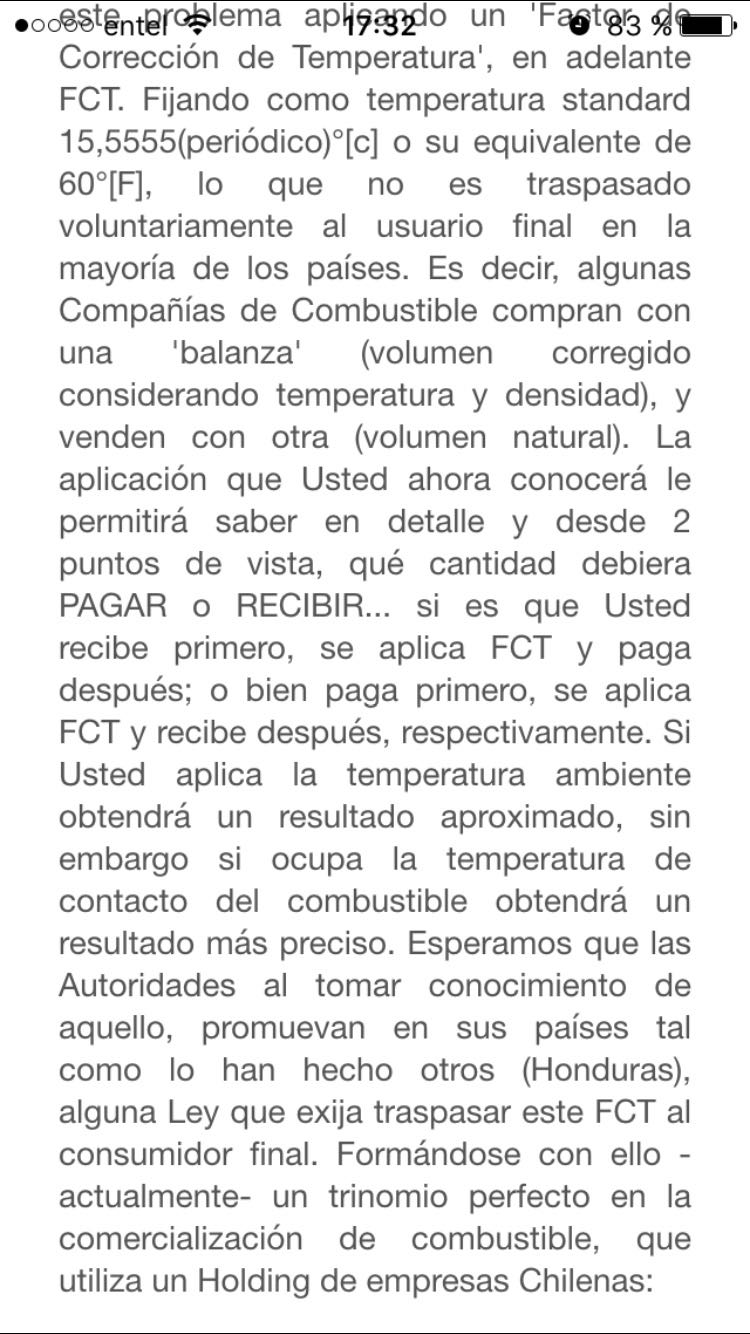 este problema aplicando un 'Factor de
entel 17:32 83 %
Corrección de Temperatura', en adelante
FCT. Fijando como temperatura standard
15,5555(periódico)°[c] o su equivalente de
60°[F], lo que no es traspasado
voluntariamente al usuario final en la
mayoría de los países. Es decir, algunas
Compañías de Combustible compran con
una 'balanza' (volumen corregido
considerando temperatura y densidad), y
venden con otra (volumen natural). La
aplicación que Usted ahora conocerá le
permitirá saber en detalle y desde 2
puntos de vista, qué cantidad debiera
PAGAR o RECIBIR... si es que Usted
recibe primero, se aplica FCT y paga
después; o bien paga primero, se aplica
FCT y recibe después, respectivamente. Si
Usted aplica la temperatura ambiente
obtendrá un resultado aproximado, sin
embargo si ocupa la temperatura de
contacto del combustible obtendrá un
resultado más preciso. Esperamos que las
Autoridades al tomar conocimiento de
aquello, promuevan en sus países tal
como lo han hecho otros (Honduras),
alguna Ley que exija traspasar este FCT al
consumidor final. Formándose con ello -
actualmente- un trinomio perfecto en la
comercialización de combustible, que
utiliza un Holding de empresas Chilenas: